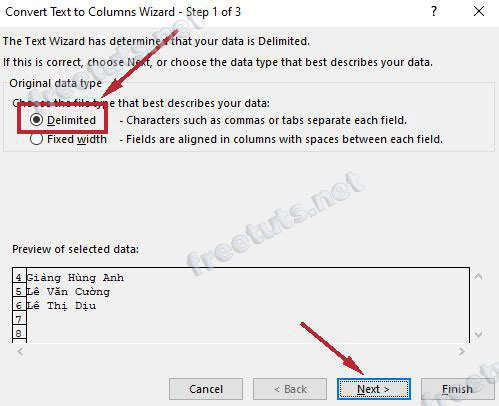 Convert Text to Columns Wizard - Step 1 of 3
The Text Wizard has determined that your data is Delimited.
If this is correct, choose Next, or choose the data type that best describes your data.
Original data type
Choose the file type that best describes your data:
Delimited - Characters such as commas or tabs separate each field.
Fixed width - Fields are aligned in columns with spaces between each field.
Preview of selected data:
4 Giàng Hùng Anh
5 Lê Văn Cường
6 Lê Thị Dịu
7
8
Cancel < Back Next > Finish
freetuts.net
freetuts.net
freetuts.net